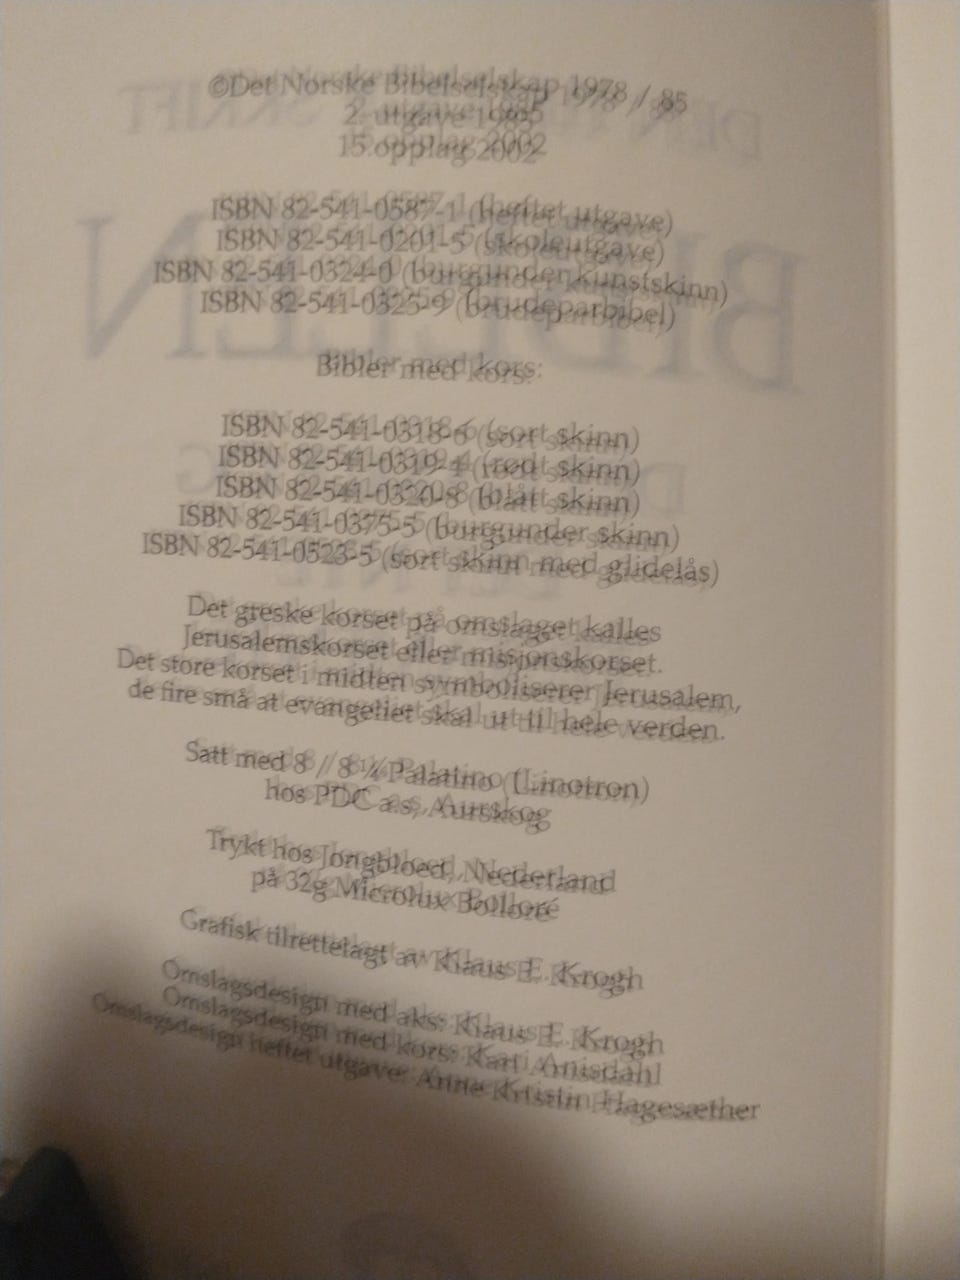 ©Det Norske Bibelselskap 1978 / 85
2. utgave 1985
15.opplag 2002
ISBN 82-541-0587-1 (heftet utgave)
ISBN 82-541-0201-5 (skoleutgave)
ISBN 82-541-0324-0 (burgunder kunstskinn)
ISBN 82-541-0325-9 (brudeparbibel)
Bibler med kors:
ISBN 82-541-0318-6 (sort skinn)
ISBN 82-541-0319-4 (rødt skinn)
ISBN 82-541-0320-8 (blått skinn)
ISBN 82-541-0375-5 (burgunder skinn)
ISBN 82-541-0523-5 (sort skinn med glidelås)
Det greske korset på omslaget kalles
Jerusalemskorset eller misjonskorset.
Det store korset i midten symboliserer Jerusalem,
de fire små at evangeliet skal ut til hele verden.
Satt med 8 // 8¼ Palatino (Linotron)
hos PDC a.s, Aurskog
Trykt hos Jongbloed, Nederland
på 32g Microlux Bolloré
Grafisk tilrettelagt av Klaus E. Krogh
Omslagsdesign med aks: Klaus E. Krogh
Omslagsdesign med kors: Kari Anisdahl
Omslagsdesign heftet utgave: Anne Kristin Hagesæther
BIBELEN